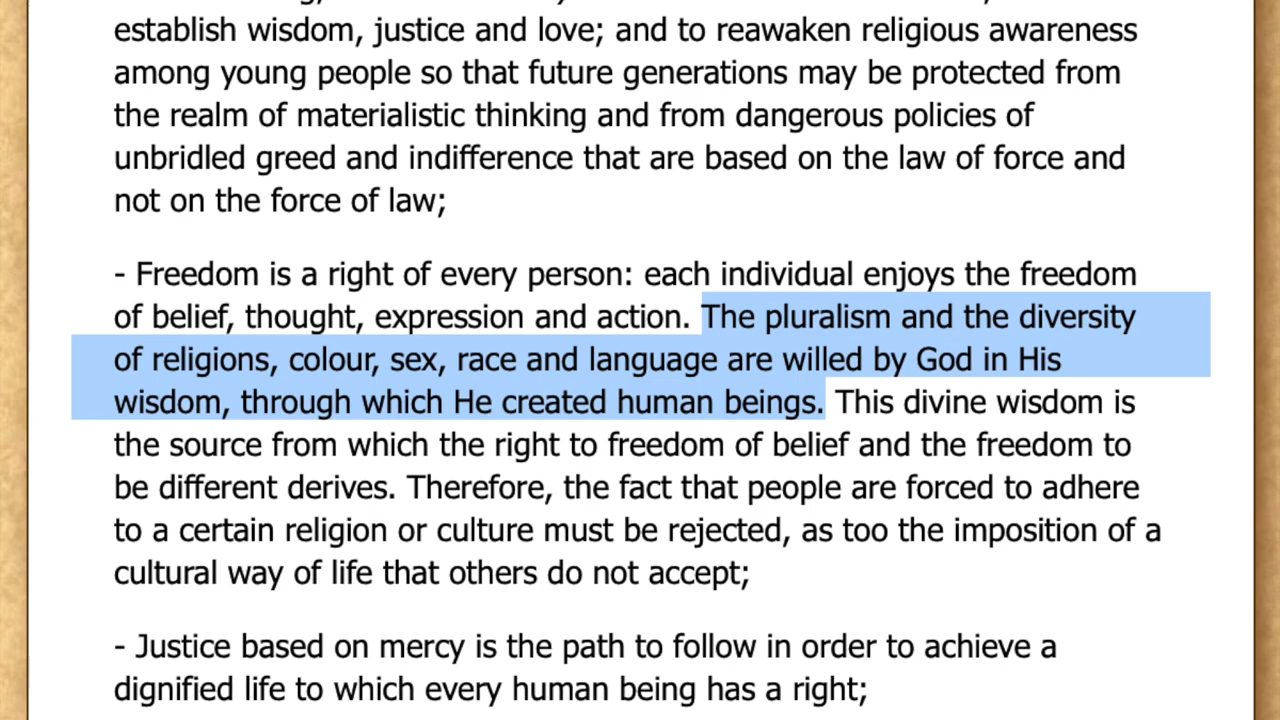 establish wisdom, justice and love; and to reawaken religious awareness
among young people so that future generations may be protected from
the realm of materialistic thinking and from dangerous policies of
unbridled greed and indifference that are based on the law of force and
not on the force of law;
- Freedom is a right of every person: each individual enjoys the freedom
of belief, thought, expression and action. The pluralism and the diversity
of religions, colour, sex, race and language are willed by God in His
wisdom, through which He created human beings. This divine wisdom is
the source from which the right to freedom of belief and the freedom to
be different derives. Therefore, the fact that people are forced to adhere
to a certain religion or culture must be rejected, as too the imposition of a
cultural way of life that others do not accept;
- Justice based on mercy is the path to follow in order to achieve a
dignified life to which every human being has a right;